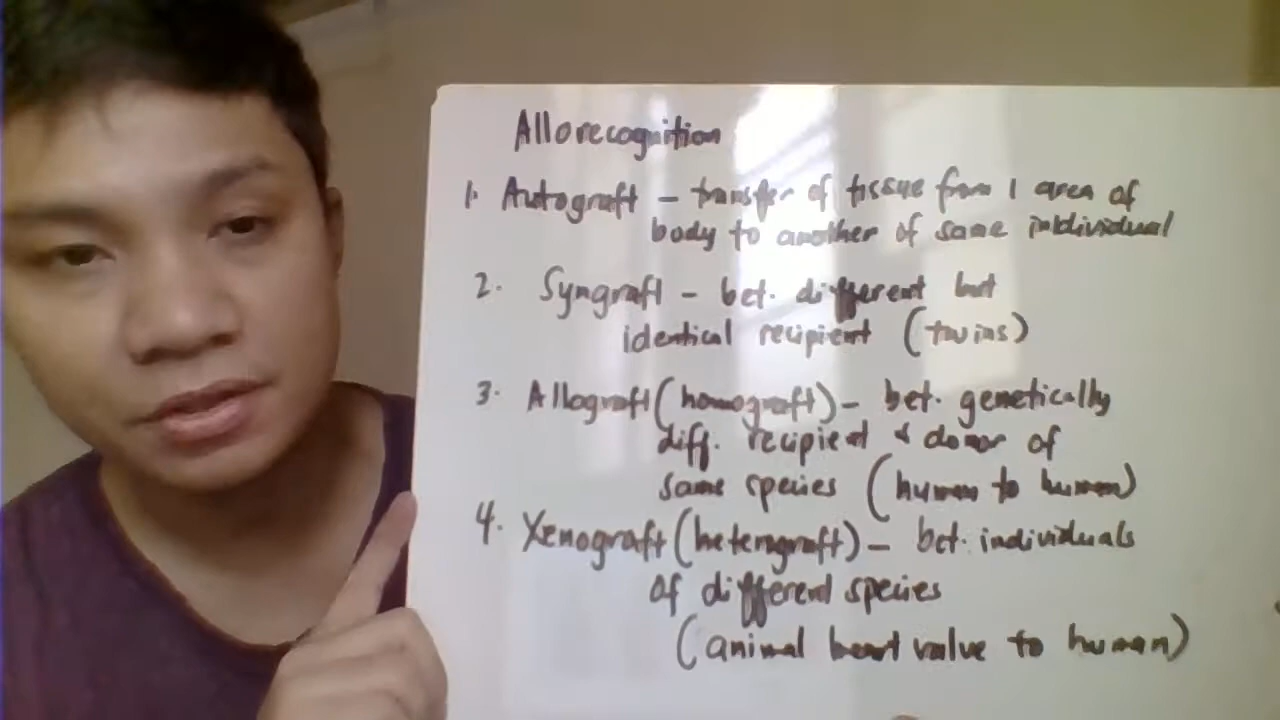 Allorecognition
1. Autograft – transfer of tissue from 1 area of
body to another of same individual
2. Syngraft – bet. different but
identical recipient (twins)
3. Allograft (homograft) – bet. genetically
diff. recipient & donor of
same species (human to human)
4. Xenograft (heterograft) – bet. individuals
of different species
(animal heart valve to human)